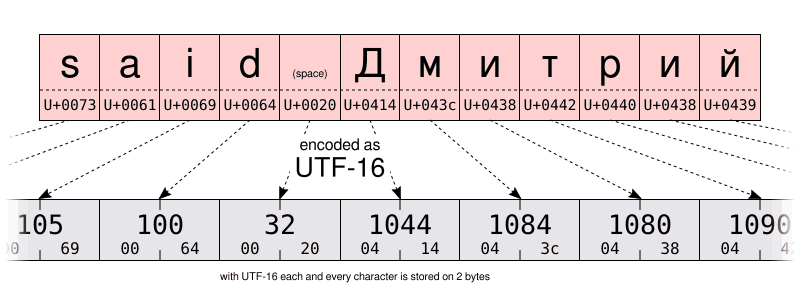 s a i d (space) Д м и т р и й
U+0073 U+0061 U+0069 U+0064 U+0020 U+0414 U+043c U+0438 U+0442 U+0440 U+0438 U+0439
encoded as
UTF-16
105 100 32 1044 1084 1080 1090
69 00 64 00 20 04 14 04 3c 04 38 04
with UTF-16 each and every character is stored on 2 bytes